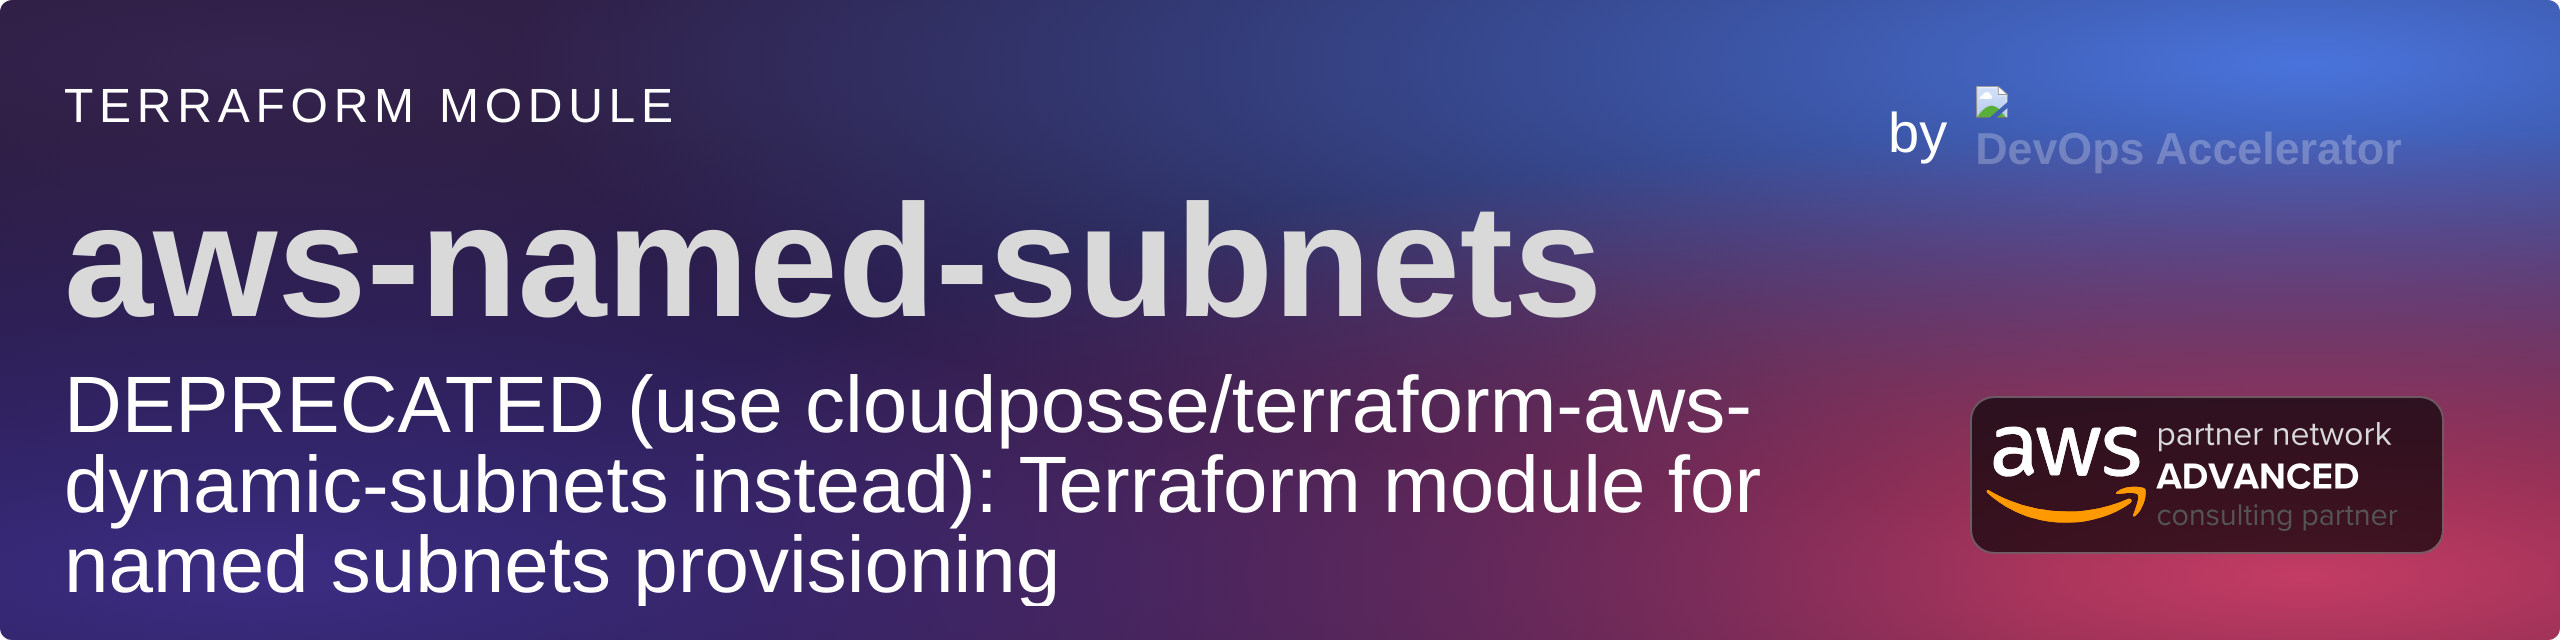 TERRAFORM MODULE
by
DevOps Accelerator
aws-named-subnets
DEPRECATED (use cloudposse/terraform-aws-
dynamic-subnets instead): Terraform module for
named subnets provisioning
aws
partner network
ADVANCED
consulting partner